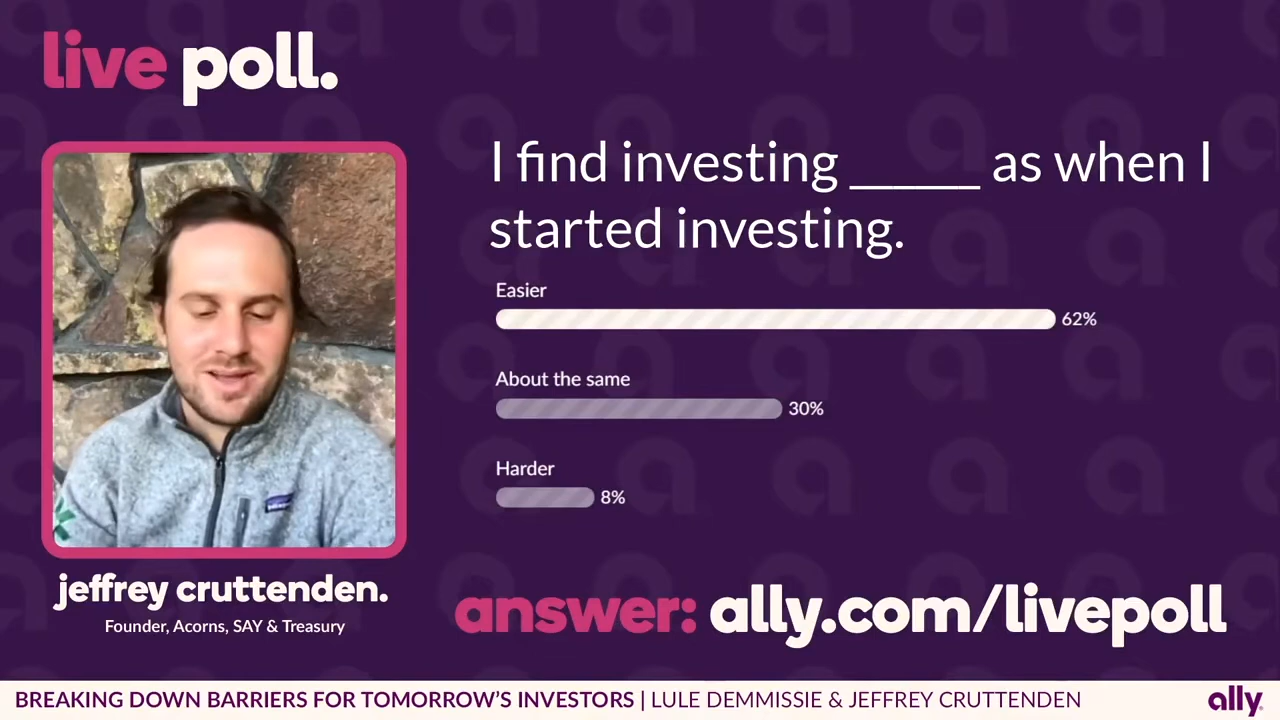 live poll.
I find investing _____ as when I
started investing.
Easier
62%
About the same
30%
Harder
8%
jeffrey cruttenden.
Founder, Acorns, SAY & Treasury
answer: ally.com/livepoll
BREAKING DOWN BARRIERS FOR TOMORROW'S INVESTORS | LULE DEMMISSIE & JEFFREY CRUTTENDEN
ally.